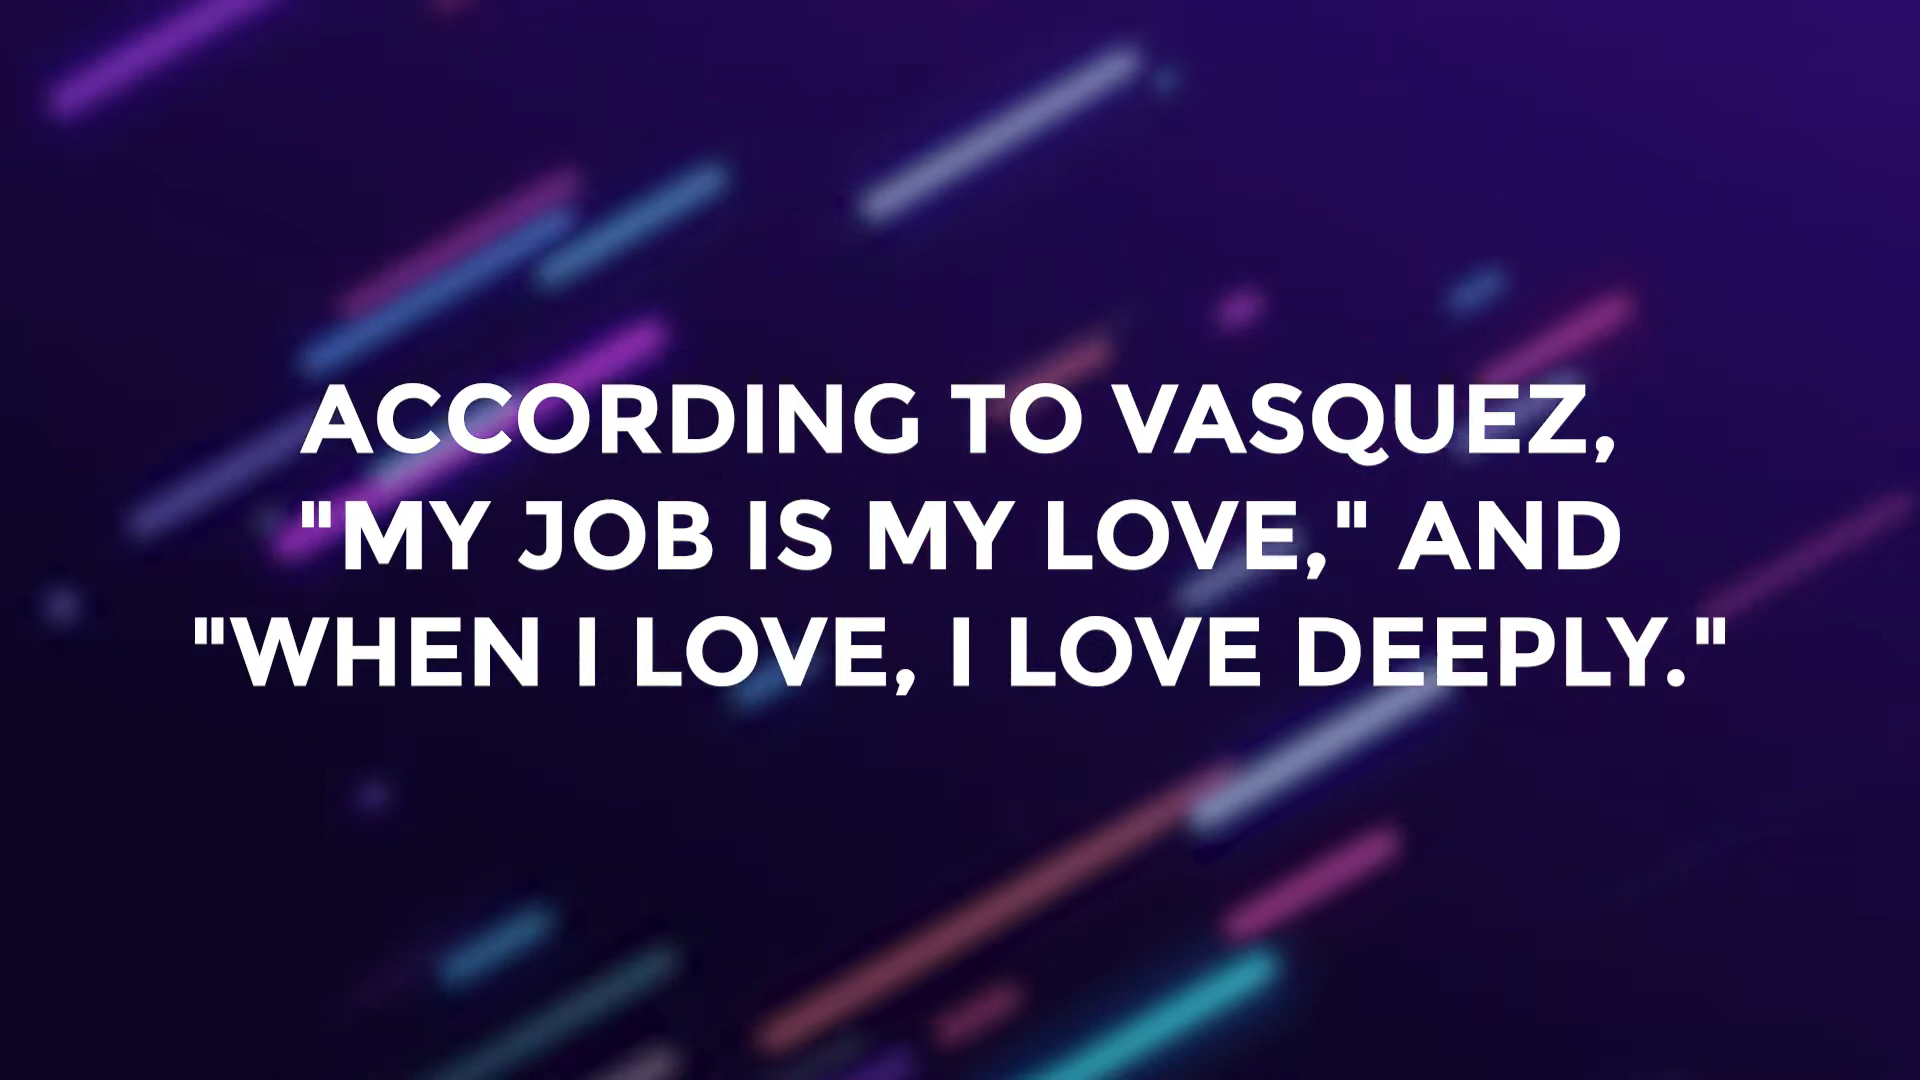 ACCORDING TO VASQUEZ,
"MY JOB IS MY LOVE," AND
"WHEN I LOVE, I LOVE DEEPLY."